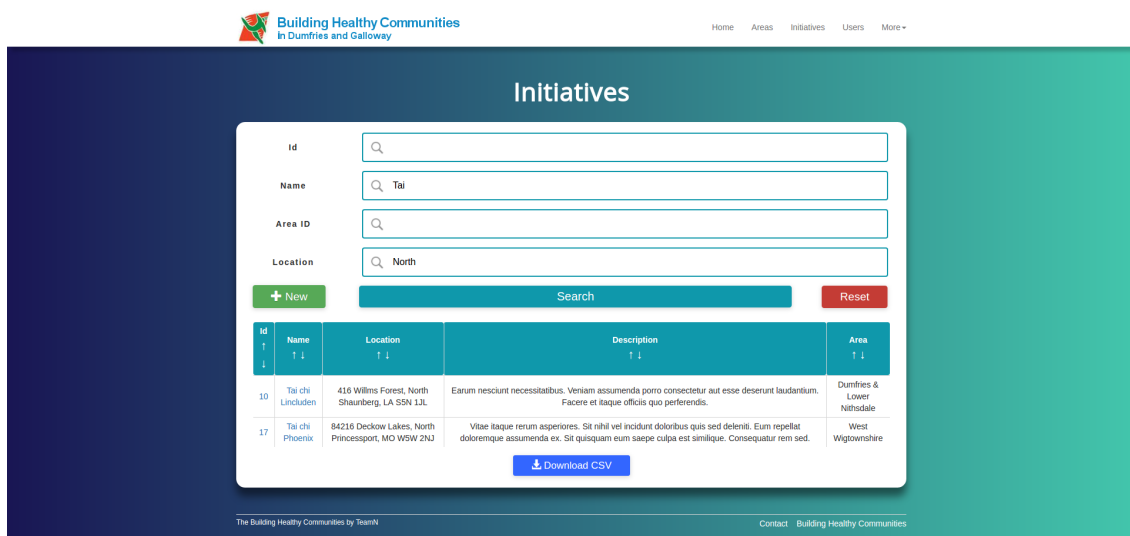 Building Healthy Communities
in Dumfries and Galloway
Home Areas Initiatives Users More
Initiatives
Id
Name Tai
Area ID
Location North
New Search Reset
Id ↑ ↓ Name ↑ ↓ Location ↑ ↓ Description ↑ ↓ Area ↑ ↓
10 Tai chi Lincluden 416 Willms Forest, North Shaunberg, LA S5N 1JL Earum nesciunt necessitatibus. Veniam assumenda porro consectetur aut esse deserunt laudantium. Facere et itaque officiis quo perferendis. Dumfries & Lower Nithsdale
17 Tai chi Phoenix 84216 Deckow Lakes, North Princessport, MO W5W 2NJ Vitae itaque rerum asperiores. Sit nihil vel incidunt doloribus quis sed deleniti. Eum repellat doloremque assumenda ex. Sit quisquam eum saepe culpa est similique. Consequatur rem sed. West Wigtownshire
Download CSV
The Building Healthy Communities by TeamN Contact Building Healthy Communities